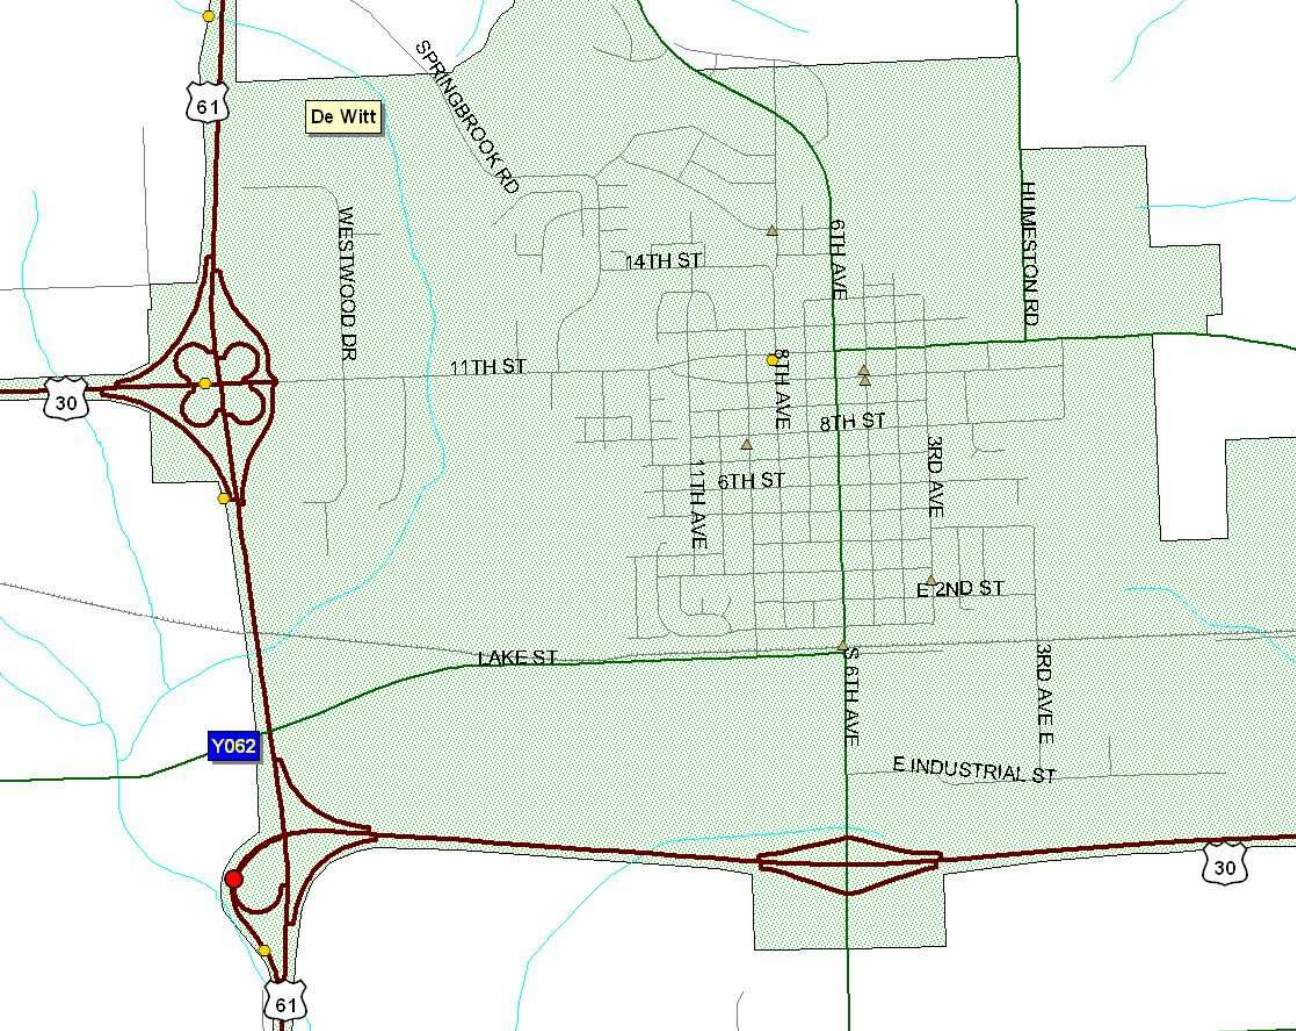 61
De Witt
SPRINGBROOK RD
WESTWOOD DR
14TH ST
6TH AVE
HUMESTON RD
11TH ST
30
8TH AVE
8TH ST
3RD AVE
6TH ST
11TH AVE
E 2ND ST
LAKE ST
S 6TH AVE
3RD AVE E
Y062
E INDUSTRIAL ST
30
61